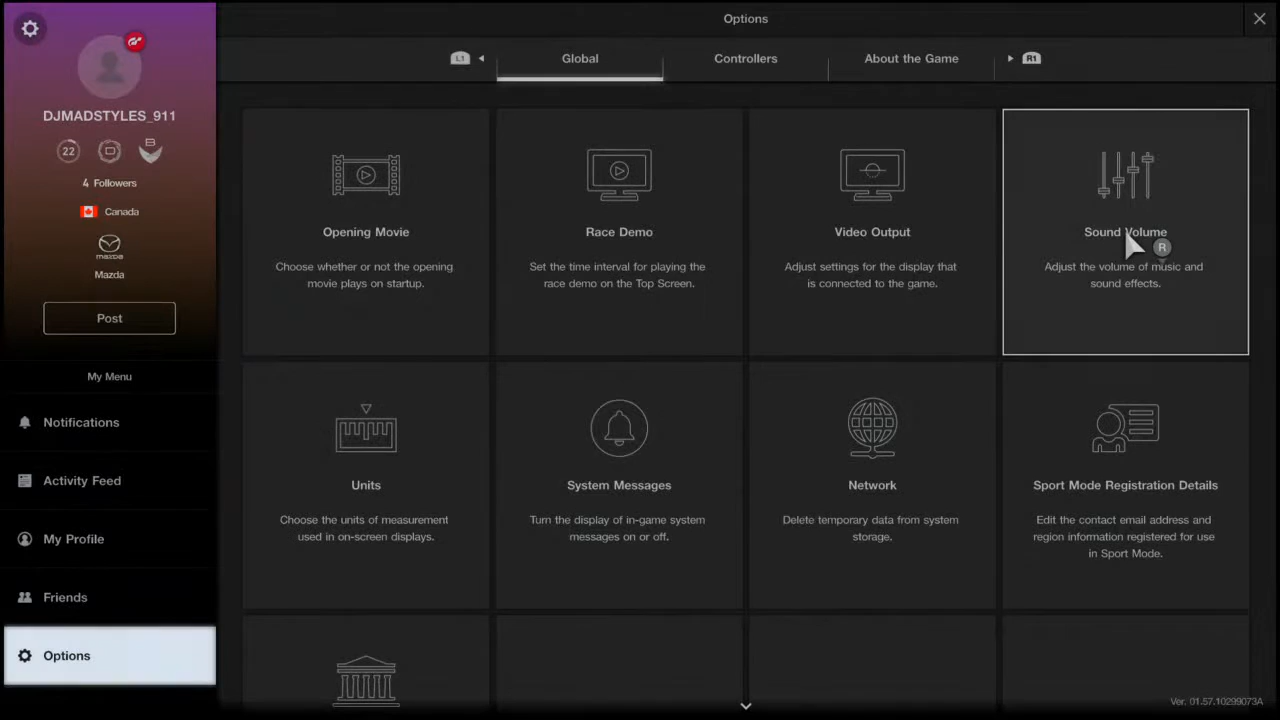 Options
L1
Global
Controllers
About the Game
R1
DJMADSTYLES_911
22
D
B
4 Followers
Canada
mazda
Mazda
Post
My Menu
Notifications
Activity Feed
My Profile
Friends
Options
Opening Movie
Choose whether or not the opening
movie plays on startup.
Race Demo
Set the time interval for playing the
race demo on the Top Screen.
Video Output
Adjust settings for the display that
is connected to the game.
Sound Volume
R
Adjust the volume of music and
sound effects.
Units
Choose the units of measurement
used in on-screen displays.
System Messages
Turn the display of in-game system
messages on or off.
Network
Delete temporary data from system
storage.
Sport Mode Registration Details
Edit the contact email address and
region information registered for use
in Sport Mode.
Ver. 01.57.10299073A